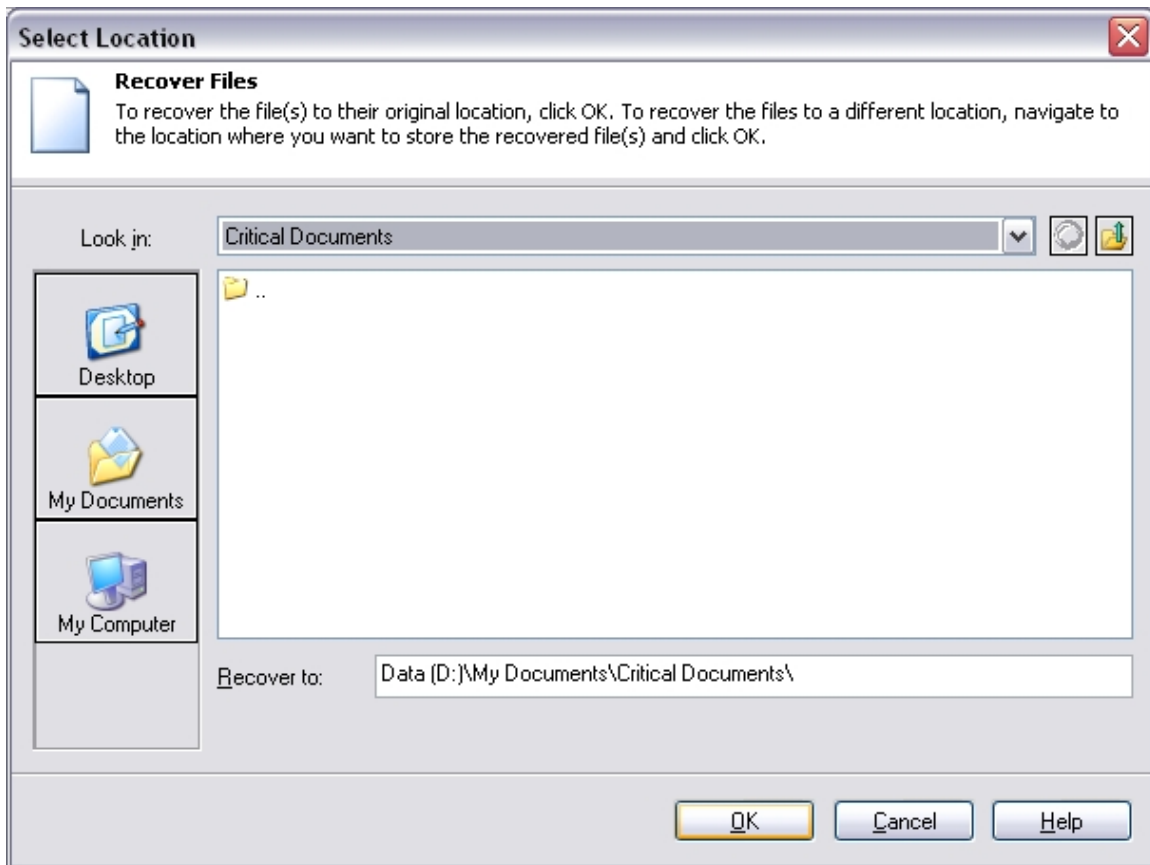 Select Location
Recover Files
To recover the file(s) to their original location, click OK. To recover the files to a different location, navigate to
the location where you want to store the recovered file(s) and click OK.
Look in:
Critical Documents
..
Desktop
My Documents
My Computer
Recover to:
Data (D:)\My Documents\Critical Documents\
OK
Cancel
Help